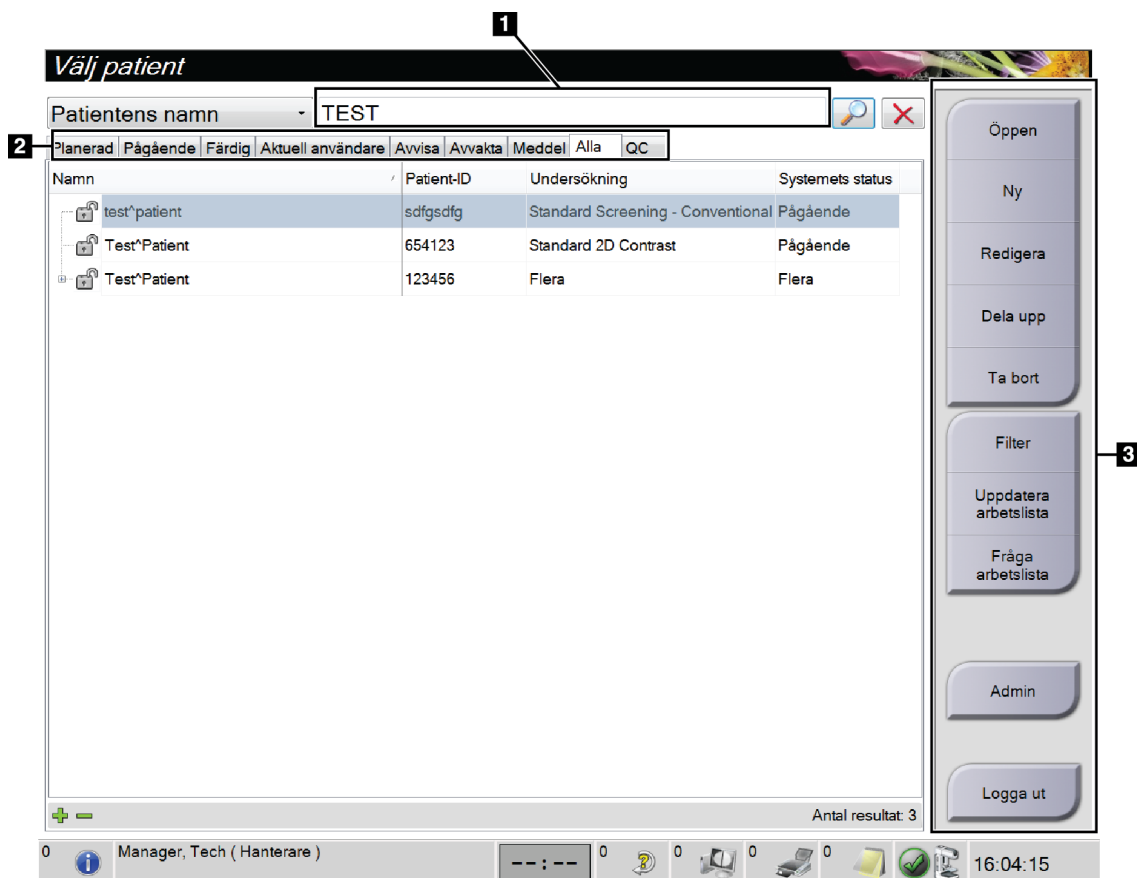 1
Välj patient
Patientens namn TEST
2
Planerad Pågående Färdig Aktuell användare Avvisa Avvakta Meddel Alla QC
Namn Patient-ID Undersökning Systemets status
test^patient sdfgsdfg Standard Screening - Conventional Pågående
Test^Patient 654123 Standard 2D Contrast Pågående
Test^Patient 123456 Flera Flera
Öppen
Ny
Redigera
Dela upp
Ta bort
Filter
3
Uppdatera
arbetslista
Fråga
arbetslista
Admin
Logga ut
Antal resultat: 3
0 Manager, Tech ( Hanterare ) --:-- 0 0 0 0 16:04:15